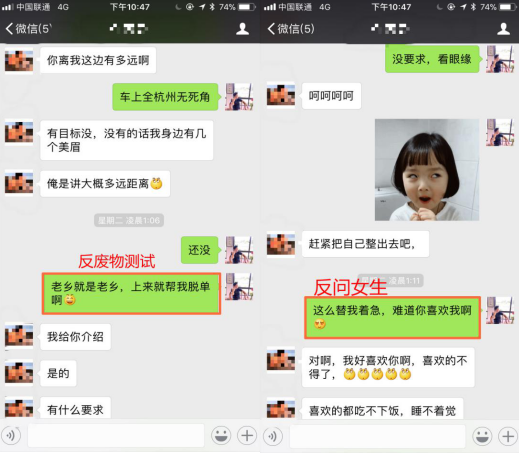 中国联通 4G 下午10:47 74%
微信(5)
你离我这边有多远啊
车上全杭州无死角
有目标没，没有的话我身边有几
个美眉
俺是讲大概多远距离
星期二 凌晨1:06
还没
反废物测试
老乡就是老乡，上来就帮我脱单
啊
我给你介绍
是的
有什么要求
中国联通 4G 下午10:47 74%
微信(5)
没要求，看眼缘
呵呵呵呵
赶紧把自己整出去吧，
凌晨1:11
反问女生
这么替我着急，难道你喜欢我啊
对啊，我好喜欢你啊，喜欢的不
得了，
喜欢的都吃不下饭，睡不着觉